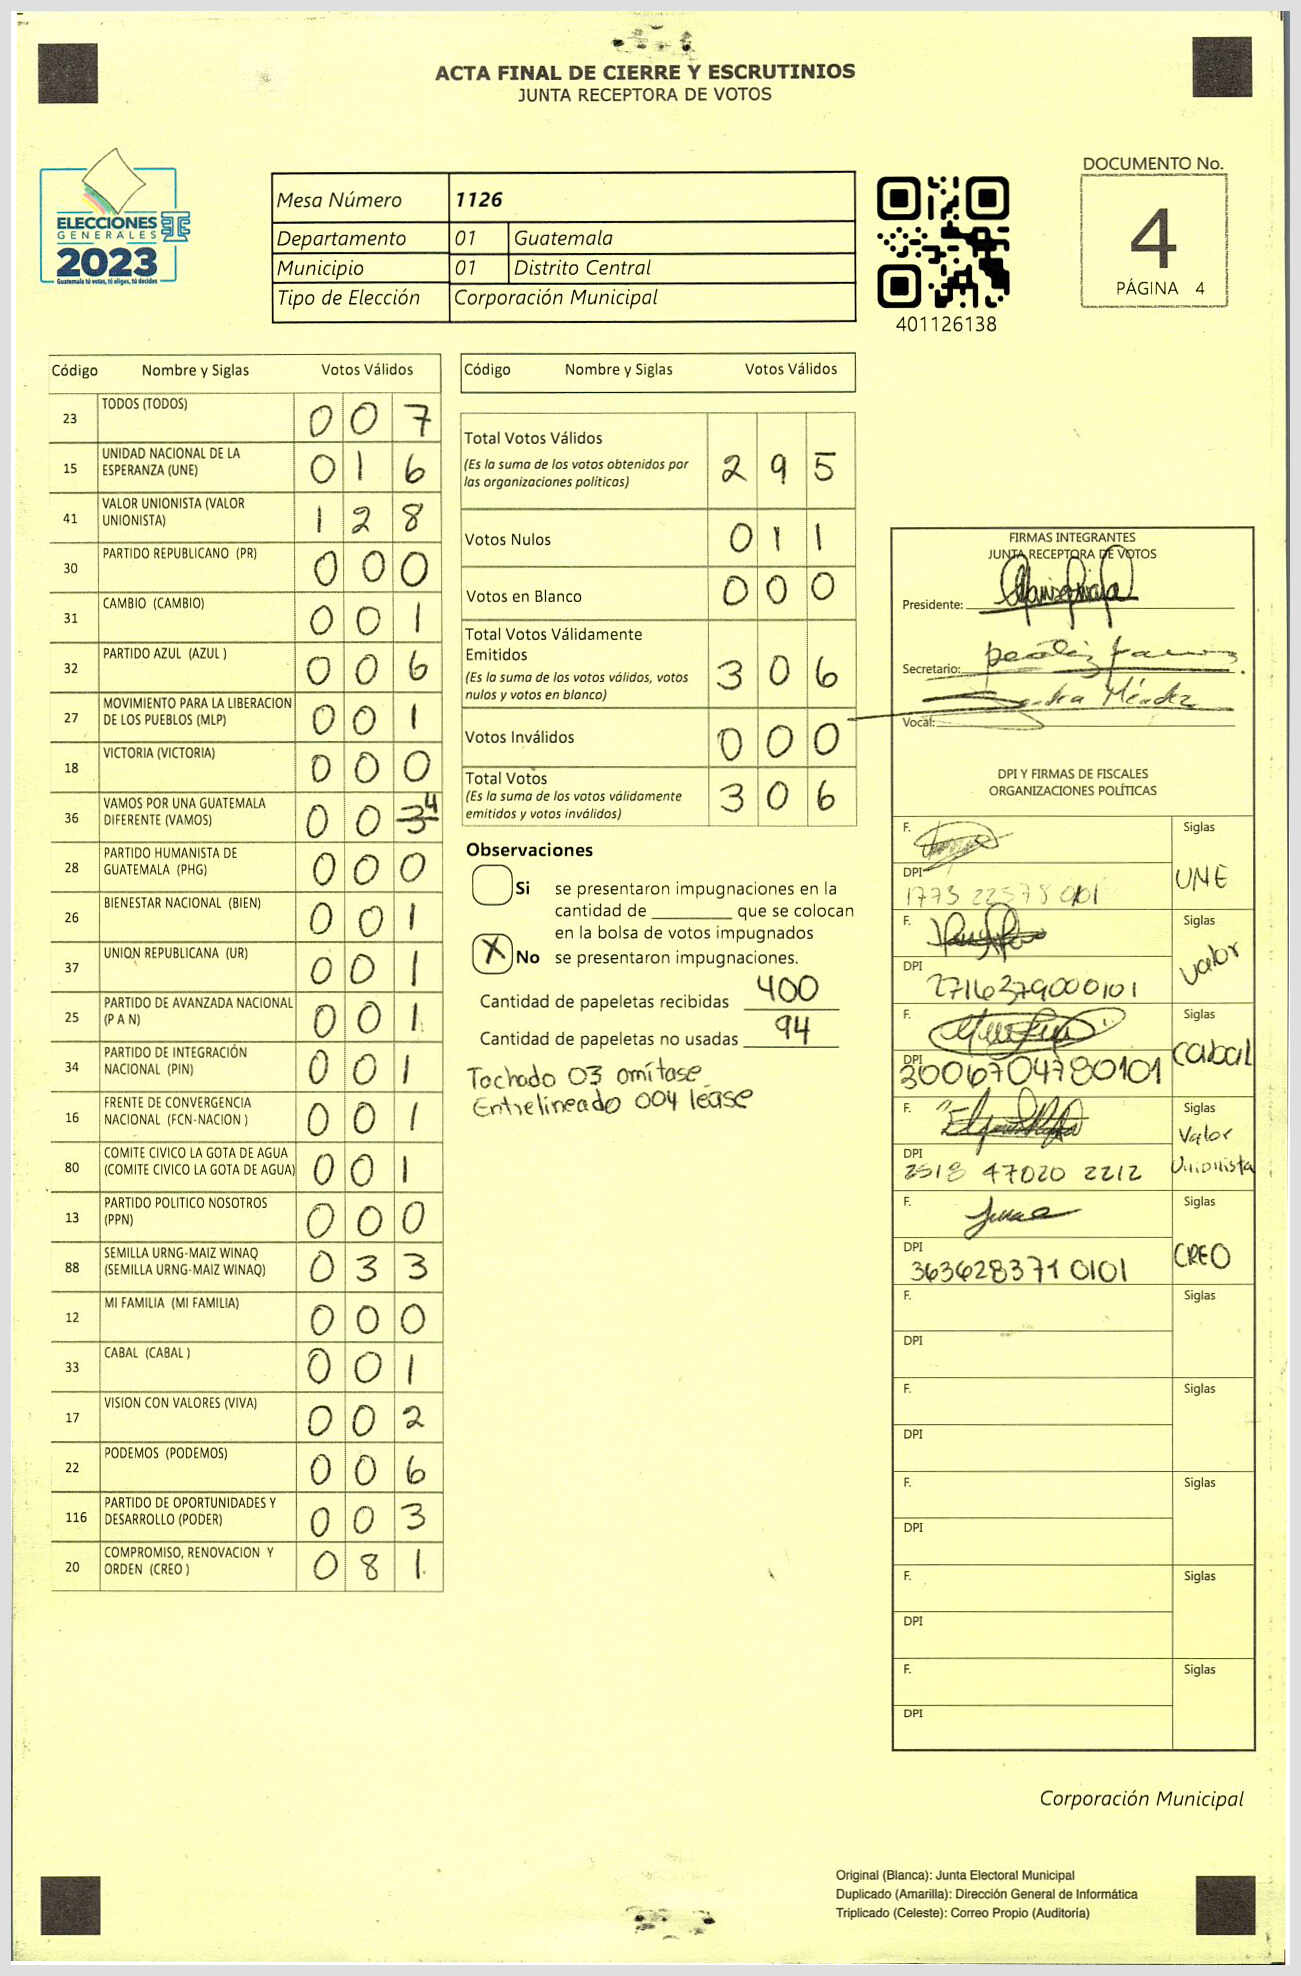 ACTA FINAL DE CIERRE Y ESCRUTINIOS
JUNTA RECEPTORA DE VOTOS
ELECCIONES
GENERALES
2023
Guatemala tú votas, tú eliges, tú decides
Mesa Número 1126
Departamento 01 Guatemala
Municipio 01 Distrito Central
Tipo de Elección Corporación Municipal
401126138
DOCUMENTO No.
4
PÁGINA 4
Código Nombre y Siglas Votos Válidos
23 TODOS (TODOS) 0 0 7
15 UNIDAD NACIONAL DE LA
ESPERANZA (UNE) 0 1 6
41 VALOR UNIONISTA (VALOR
UNIONISTA) 1 2 8
30 PARTIDO REPUBLICANO (PR) 0 0 0
31 CAMBIO (CAMBIO) 0 0 1
32 PARTIDO AZUL (AZUL ) 0 0 6
27 MOVIMIENTO PARA LA LIBERACION
DE LOS PUEBLOS (MLP) 0 0 1
18 VICTORIA (VICTORIA) 0 0 0
36 VAMOS POR UNA GUATEMALA
DIFERENTE (VAMOS) 0 0 3 4
28 PARTIDO HUMANISTA DE
GUATEMALA (PHG) 0 0 0
26 BIENESTAR NACIONAL (BIEN) 0 0 1
37 UNION REPUBLICANA (UR) 0 0 1
25 PARTIDO DE AVANZADA NACIONAL
(P A N) 0 0 1
34 PARTIDO DE INTEGRACIÓN
NACIONAL (PIN) 0 0 1
16 FRENTE DE CONVERGENCIA
NACIONAL (FCN-NACION ) 0 0 1
80 COMITE CIVICO LA GOTA DE AGUA
(COMITE CIVICO LA GOTA DE AGUA) 0 0 1
13 PARTIDO POLITICO NOSOTROS
(PPN) 0 0 0
88 SEMILLA URNG-MAIZ WINAQ
(SEMILLA URNG-MAIZ WINAQ) 0 3 3
12 MI FAMILIA (MI FAMILIA) 0 0 0
33 CABAL (CABAL ) 0 0 1
17 VISION CON VALORES (VIVA) 0 0 2
22 PODEMOS (PODEMOS) 0 0 6
116 PARTIDO DE OPORTUNIDADES Y
DESARROLLO (PODER) 0 0 3
20 COMPROMISO, RENOVACION Y
ORDEN (CREO ) 0 8 1
Código Nombre y Siglas Votos Válidos
Total Votos Válidos
(Es la suma de los votos obtenidos por
las organizaciones políticas) 2 9 5
Votos Nulos 0 1 1
Votos en Blanco 0 0 0
Total Votos Válidamente
Emitidos
(Es la suma de los votos válidos, votos
nulos y votos en blanco) 3 0 6
Votos Inválidos 0 0 0
Total Votos
(Es la suma de los votos válidamente
emitidos y votos inválidos) 3 0 6
Observaciones
Si se presentaron impugnaciones en la
cantidad de ________ que se colocan
en la bolsa de votos impugnados
X No se presentaron impugnaciones.
Cantidad de papeletas recibidas 400
Cantidad de papeletas no usadas 94
Tachado 03 omítase
Entrelineado 004 léase
FIRMAS INTEGRANTES
JUNTA RECEPTORA DE VOTOS
Presidente:
Secretario:
Vocal: Méndez
DPI Y FIRMAS DE FISCALES
ORGANIZACIONES POLÍTICAS
F. Siglas
DPI 1773 22578 0101 UNE
F. Siglas
DPI 2716379000101 Valor
F. Siglas
DPI 3006704780101 Cabal
F. Siglas
DPI 2518 47020 2212 Valor Unionista
F. Siglas
DPI 3636283710101 CREO
F. Siglas
DPI
F. Siglas
DPI
F. Siglas
DPI
F. Siglas
DPI
F. Siglas
DPI
Corporación Municipal
Original (Blanca): Junta Electoral Municipal
Duplicado (Amarilla): Dirección General de Informática
Triplicado (Celeste): Correo Propio (Auditoría)